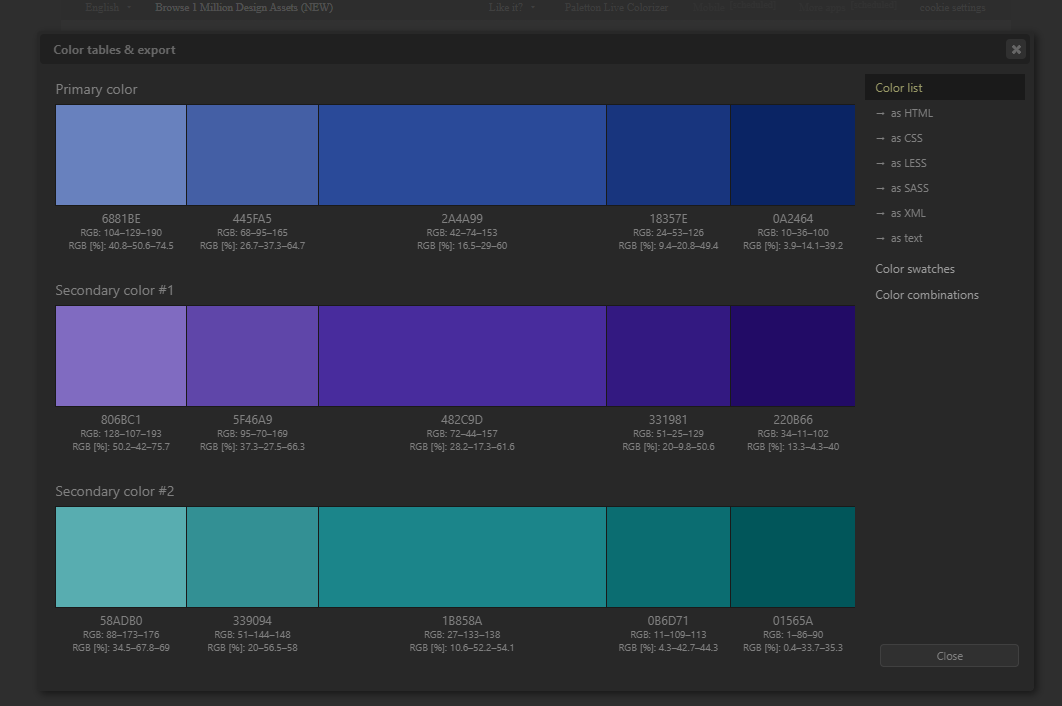 English
Browse 1 Million Design Assets (NEW)
Like it?
Paletton Live Colorizer
cookie settings
Color tables & export
Primary color
6881BE
RGB: 104–129–190
RGB [%]: 40.8–50.6–74.5
445FA5
RGB: 68–95–165
RGB [%]: 26.7–37.3–64.7
2A4A99
RGB: 42–74–153
RGB [%]: 16.5–29–60
18357E
RGB: 24–53–126
RGB [%]: 9.4–20.8–49.4
0A2464
RGB: 10–36–100
RGB [%]: 3.9–14.1–39.2
Secondary color #1
806BC1
RGB: 128–107–193
RGB [%]: 50.2–42–75.7
5F46A9
RGB: 95–70–169
RGB [%]: 37.3–27.5–66.3
482C9D
RGB: 72–44–157
RGB [%]: 28.2–17.3–61.6
331981
RGB: 51–25–129
RGB [%]: 20–9.8–50.6
220B66
RGB: 34–11–102
RGB [%]: 13.3–4.3–40
Secondary color #2
58ADB0
RGB: 88–173–176
RGB [%]: 34.5–67.8–69
339094
RGB: 51–144–148
RGB [%]: 20–56.5–58
1B858A
RGB: 27–133–138
RGB [%]: 10.6–52.2–54.1
0B6D71
RGB: 11–109–113
RGB [%]: 4.3–42.7–44.3
01565A
RGB: 1–86–90
RGB [%]: 0.4–33.7–35.3
Color list
→ as HTML
→ as CSS
→ as LESS
→ as SASS
→ as XML
→ as text
Color swatches
Color combinations
Close